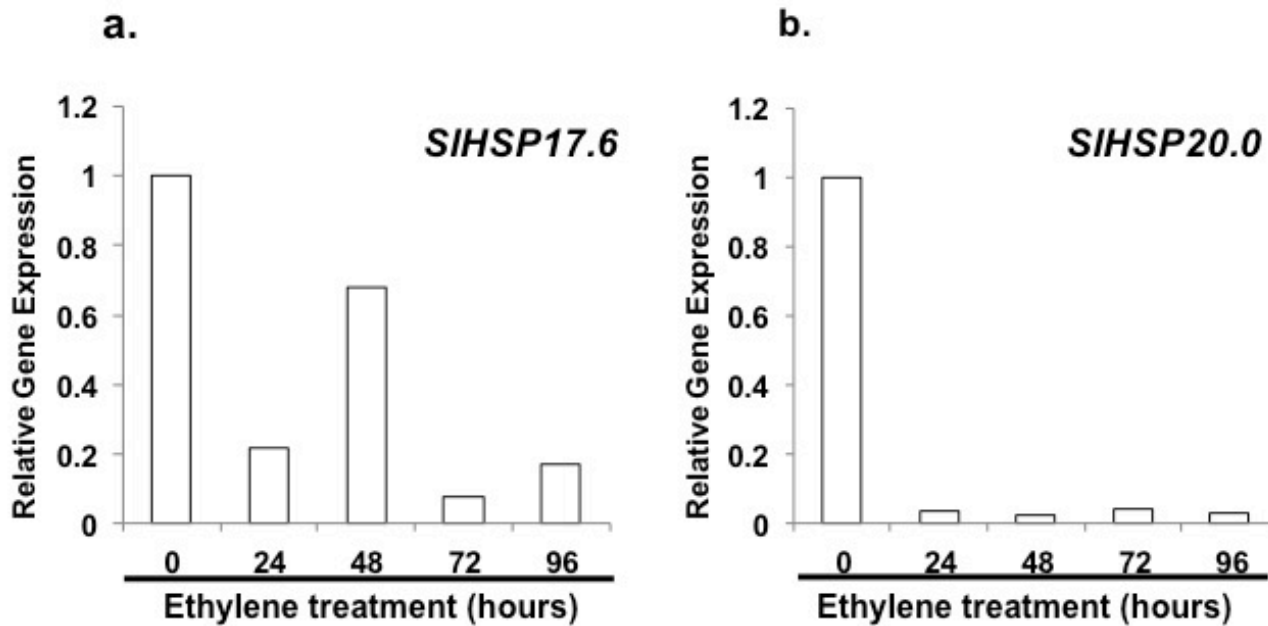 a.
SlHSP17.6
Relative Gene Expression
1.2
1
0.8
0.6
0.4
0.2
0
0 24 48 72 96
Ethylene treatment (hours)
b.
SlHSP20.0
Relative Gene Expression
1.2
1
0.8
0.6
0.4
0.2
0
0 24 48 72 96
Ethylene treatment (hours)